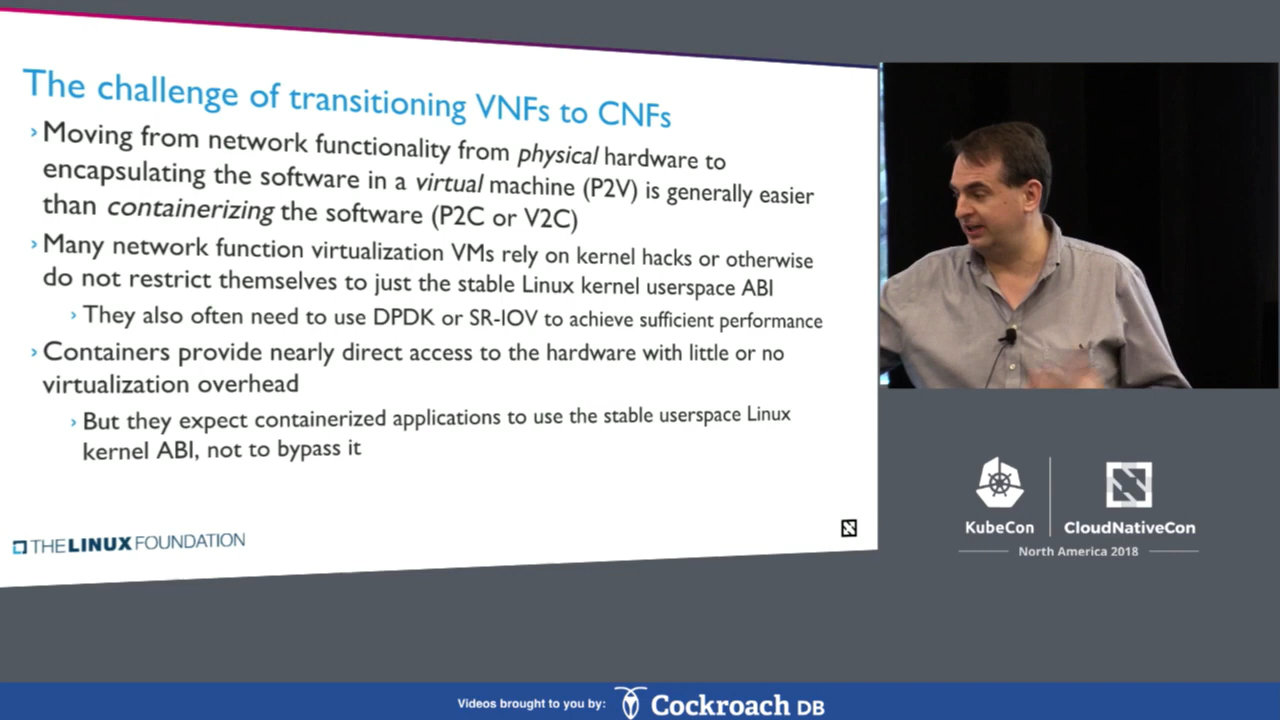 The challenge of transitioning VNFs to CNFs
› Moving from network functionality from physical hardware to
encapsulating the software in a virtual machine (P2V) is generally easier
than containerizing the software (P2C or V2C)
› Many network function virtualization VMs rely on kernel hacks or otherwise
do not restrict themselves to just the stable Linux kernel userspace ABI
› They also often need to use DPDK or SR-IOV to achieve sufficient performance
› Containers provide nearly direct access to the hardware with little or no
virtualization overhead
› But they expect containerized applications to use the stable userspace Linux
kernel ABI, not to bypass it
THE LINUX FOUNDATION
KubeCon
CloudNativeCon
North America 2018
Videos brought to you by:
Cockroach DB